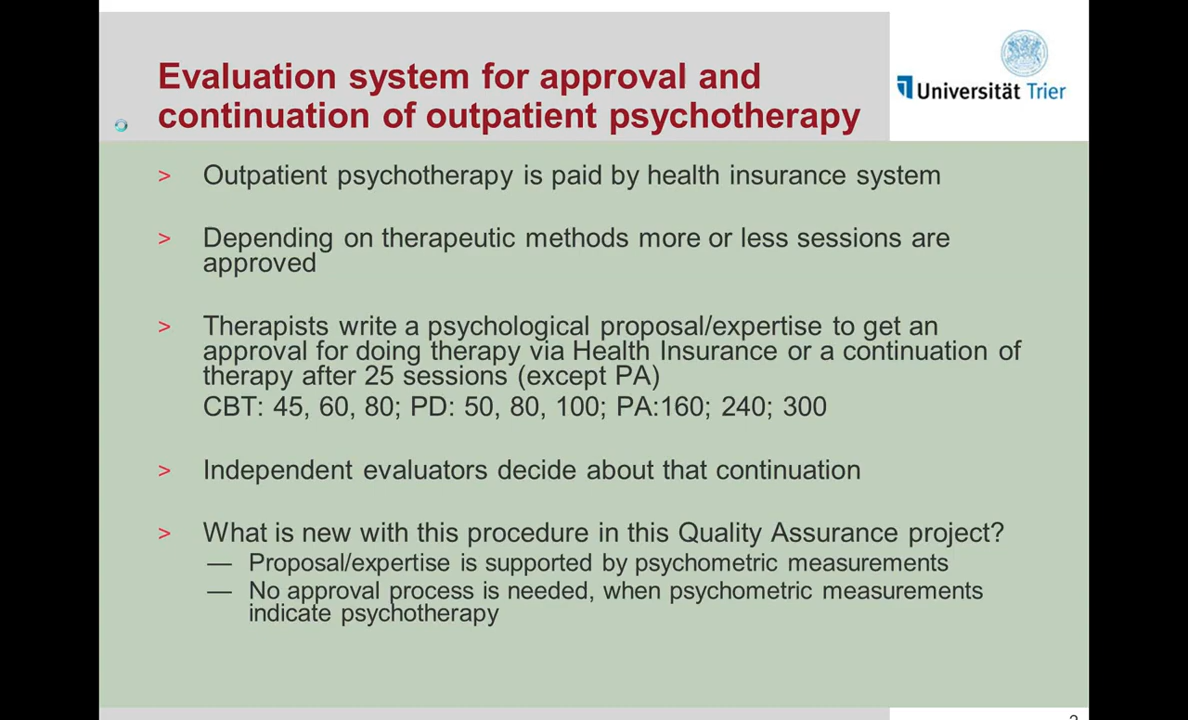 Evaluation system for approval and
continuation of outpatient psychotherapy
Universität Trier
> Outpatient psychotherapy is paid by health insurance system
> Depending on therapeutic methods more or less sessions are
approved
> Therapists write a psychological proposal/expertise to get an
approval for doing therapy via Health Insurance or a continuation of
therapy after 25 sessions (except PA)
CBT: 45, 60, 80; PD: 50, 80, 100; PA:160; 240; 300
> Independent evaluators decide about that continuation
> What is new with this procedure in this Quality Assurance project?
— Proposal/expertise is supported by psychometric measurements
— No approval process is needed, when psychometric measurements
indicate psychotherapy